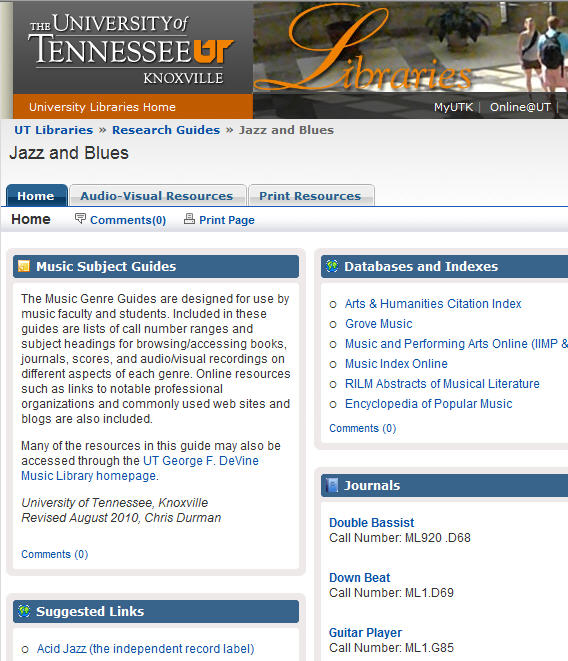 THE UNIVERSITY of
TENNESSEE UT
KNOXVILLE
Libraries
University Libraries Home
MyUTK | Online@UT |
UT Libraries » Research Guides » Jazz and Blues
Jazz and Blues
Home Audio-Visual Resources Print Resources
Home Comments(0) Print Page
Music Subject Guides
The Music Genre Guides are designed for use by
music faculty and students. Included in these
guides are lists of call number ranges and
subject headings for browsing/accessing books,
journals, scores, and audio/visual recordings on
different aspects of each genre. Online resources
such as links to notable professional
organizations and commonly used web sites and
blogs are also included.
Many of the resources in this guide may also be
accessed through the UT George F. DeVine
Music Library homepage.
University of Tennessee, Knoxville
Revised August 2010, Chris Durman
Comments (0)
Suggested Links
Acid Jazz (the independent record label)
Databases and Indexes
Arts & Humanities Citation Index
Grove Music
Music and Performing Arts Online (IIMP &
Music Index Online
RILM Abstracts of Musical Literature
Encyclopedia of Popular Music
Comments (0)
Journals
Double Bassist
Call Number: ML920 .D68
Down Beat
Call Number: ML1.D69
Guitar Player
Call Number: ML1.G85